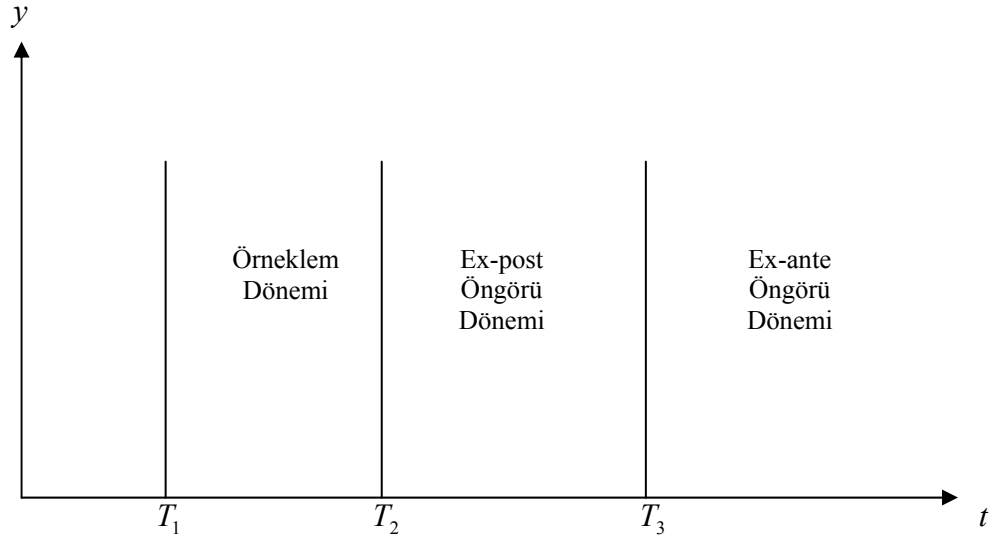 y
Örneklem
Dönemi
Ex-post
Öngörü
Dönemi
Ex-ante
Öngörü
Dönemi
T₁
T₂
T₃
t